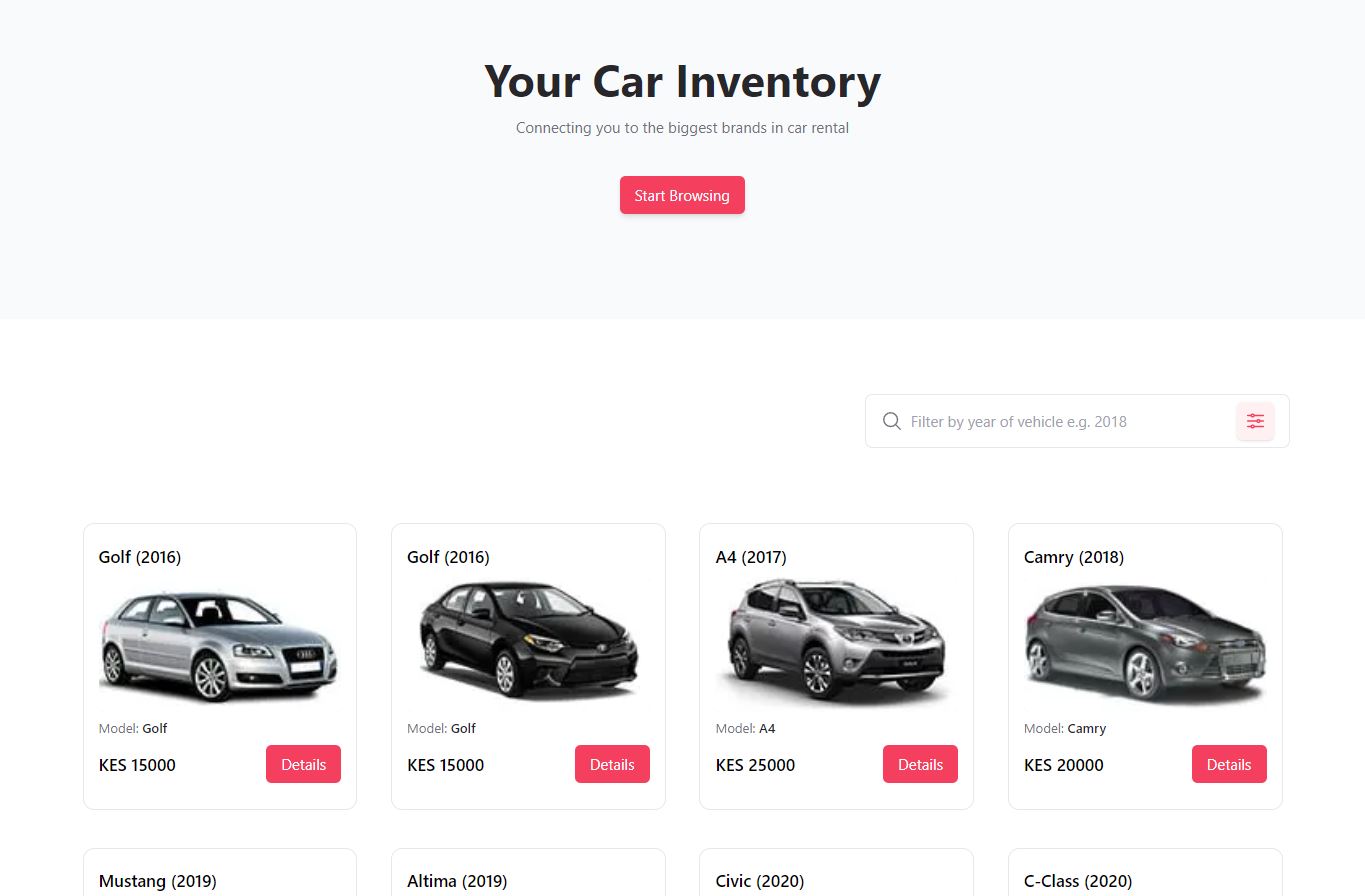 Your Car Inventory
Connecting you to the biggest brands in car rental
Start Browsing
Filter by year of vehicle e.g. 2018
Golf (2016)
Golf (2016)
A4 (2017)
Camry (2018)
Model: Golf
Model: Golf
Model: A4
Model: Camry
KES 15000
Details
KES 15000
Details
KES 25000
Details
KES 20000
Details
Mustang (2019)
Altima (2019)
Civic (2020)
C-Class (2020)